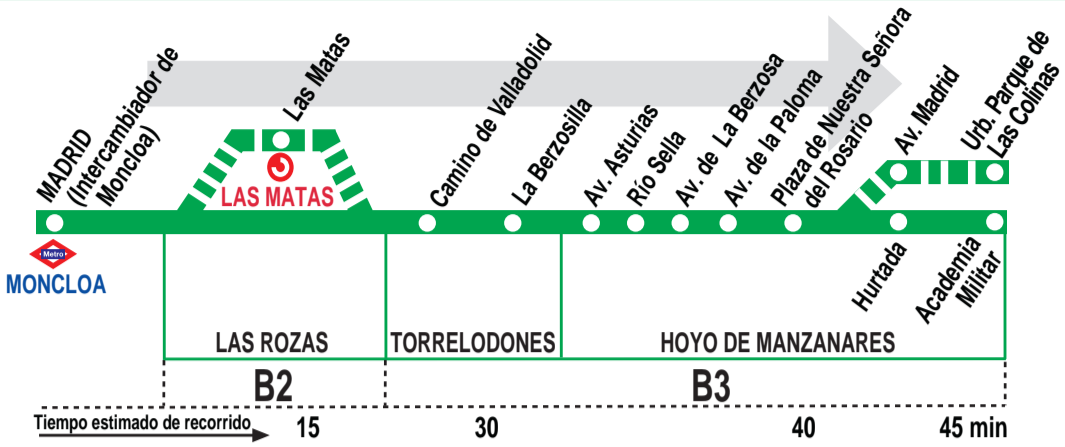 MADRID
(Intercambiador de
Moncloa)
Las Matas
Camino de Valladolid
La Berzosilla
Av. Asturias
Río Sella
Av. de La Berzosa
Av. de la Paloma
Plaza de Nuestra Señora
del Rosario
Av. Madrid
Urb. Parque de
Las Colinas
LAS MATAS
Metro
MONCLOA
Hurtada
Academia
Militar
LAS ROZAS
TORRELODONES
HOYO DE MANZANARES
B2
B3
Tiempo estimado de recorrido
15
30
40
45 min